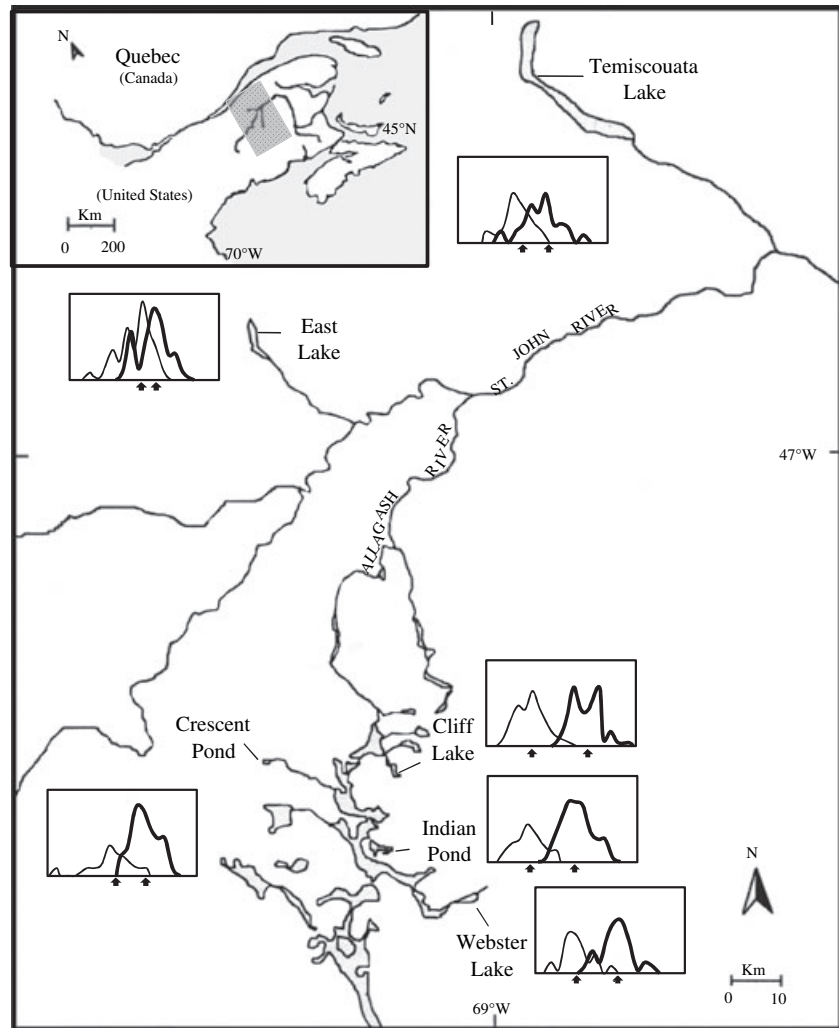 N
Quebec
(Canada)
45°N
(United States)
Km
0 200
70°W
Temiscouata
Lake
East
Lake
ST. JOHN RIVER
47°W
ALLAGASH RIVER
Crescent
Pond
Cliff
Lake
Indian
Pond
N
Webster
Lake
Km
0 10
69°W